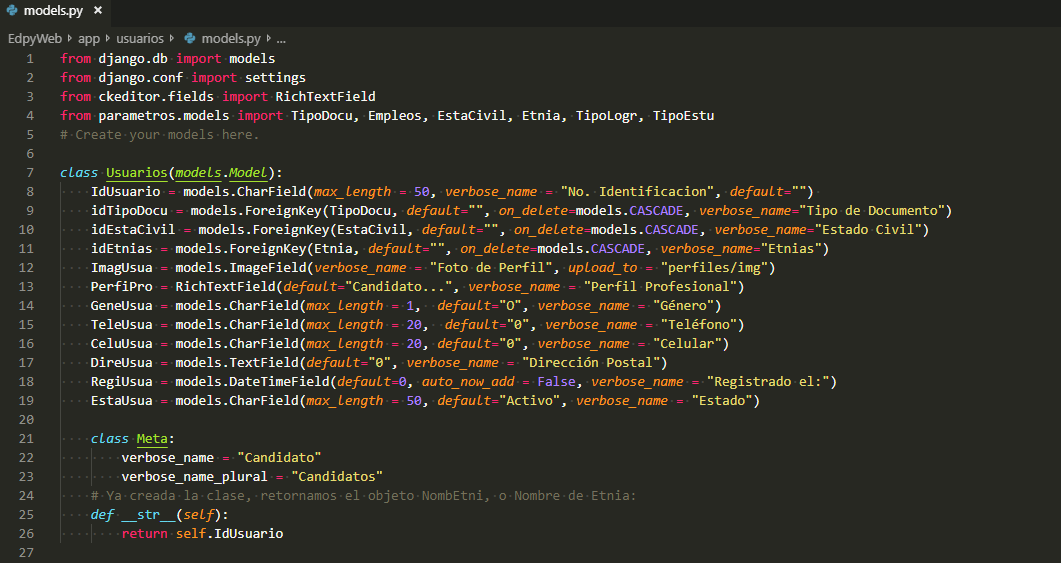 models.py ×
EdpyWeb › app › usuarios › models.py › ...
1 from django.db import models
2 from django.conf import settings
3 from ckeditor.fields import RichTextField
4 from parametros.models import TipoDocu, Empleos, EstaCivil, Etnia, TipoLogr, TipoEstu
5 # Create your models here.
6
7 class Usuarios(models.Model):
8     IdUsuario = models.CharField(max_length = 50, verbose_name = "No. Identificacion", default="")
9     idTipoDocu = models.ForeignKey(TipoDocu, default="", on_delete=models.CASCADE, verbose_name="Tipo de Documento")
10     idEstaCivil = models.ForeignKey(EstaCivil, default="", on_delete=models.CASCADE, verbose_name="Estado Civil")
11     idEtnias = models.ForeignKey(Etnia, default="", on_delete=models.CASCADE, verbose_name="Etnias")
12     ImagUsua = models.ImageField(verbose_name = "Foto de Perfil", upload_to = "perfiles/img")
13     PerfiPro = RichTextField(default="Candidato...", verbose_name = "Perfil Profesional")
14     GeneUsua = models.CharField(max_length = 1,  default="O", verbose_name = "Género")
15     TeleUsua = models.CharField(max_length = 20,  default="0", verbose_name = "Teléfono")
16     CeluUsua = models.CharField(max_length = 20, default="0", verbose_name = "Celular")
17     DireUsua = models.TextField(default="0", verbose_name = "Dirección Postal")
18     RegiUsua = models.DateTimeField(default=0, auto_now_add = False, verbose_name = "Registrado el:")
19     EstaUsua = models.CharField(max_length = 50, default="Activo", verbose_name = "Estado")
20
21     class Meta:
22         verbose_name = "Candidato"
23         verbose_name_plural = "Candidatos"
24     # Ya creada la clase, retornamos el objeto NombEtni, o Nombre de Etnia:
25     def __str__(self):
26         return self.IdUsuario
27